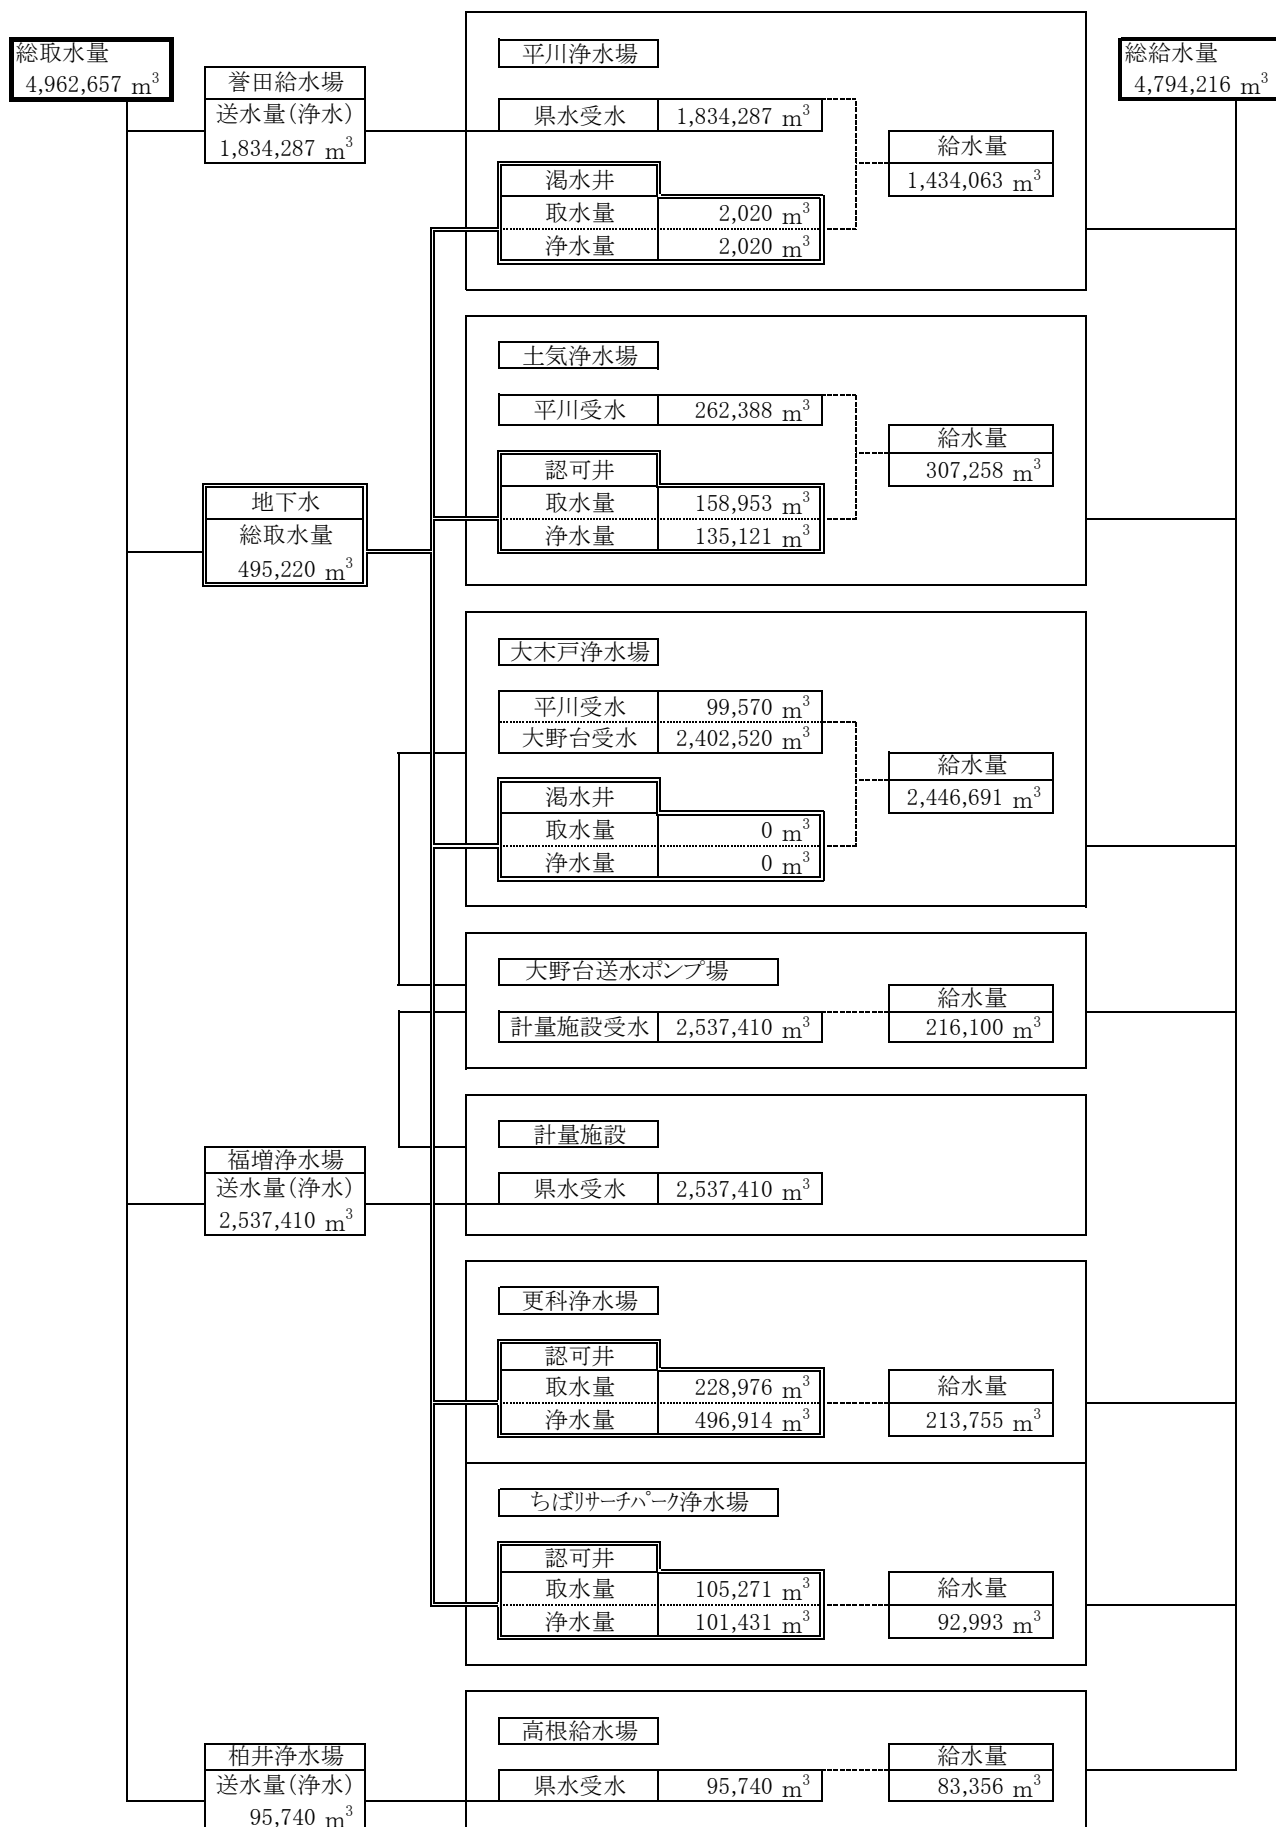 総取水量
4,962,657 m³
誉田給水場
送水量(浄水)
1,834,287 m³
平川浄水場
県水受水 1,834,287 m³
渇水井
取水量 2,020 m³
浄水量 2,020 m³
給水量
1,434,063 m³
総給水量
4,794,216 m³
土気浄水場
平川受水 262,388 m³
認可井
取水量 158,953 m³
浄水量 135,121 m³
給水量
307,258 m³
地下水
総取水量
495,220 m³
大木戸浄水場
平川受水 99,570 m³
大野台受水 2,402,520 m³
渇水井
取水量 0 m³
浄水量 0 m³
給水量
2,446,691 m³
大野台送水ポンプ場
計量施設受水 2,537,410 m³
給水量
216,100 m³
計量施設
県水受水 2,537,410 m³
福増浄水場
送水量(浄水)
2,537,410 m³
更科浄水場
認可井
取水量 228,976 m³
浄水量 496,914 m³
給水量
213,755 m³
ちばﾘｻｰﾁﾊﾟｰｸ浄水場
認可井
取水量 105,271 m³
浄水量 101,431 m³
給水量
92,993 m³
高根給水場
県水受水 95,740 m³
給水量
83,356 m³
柏井浄水場
送水量(浄水)
95,740 m³